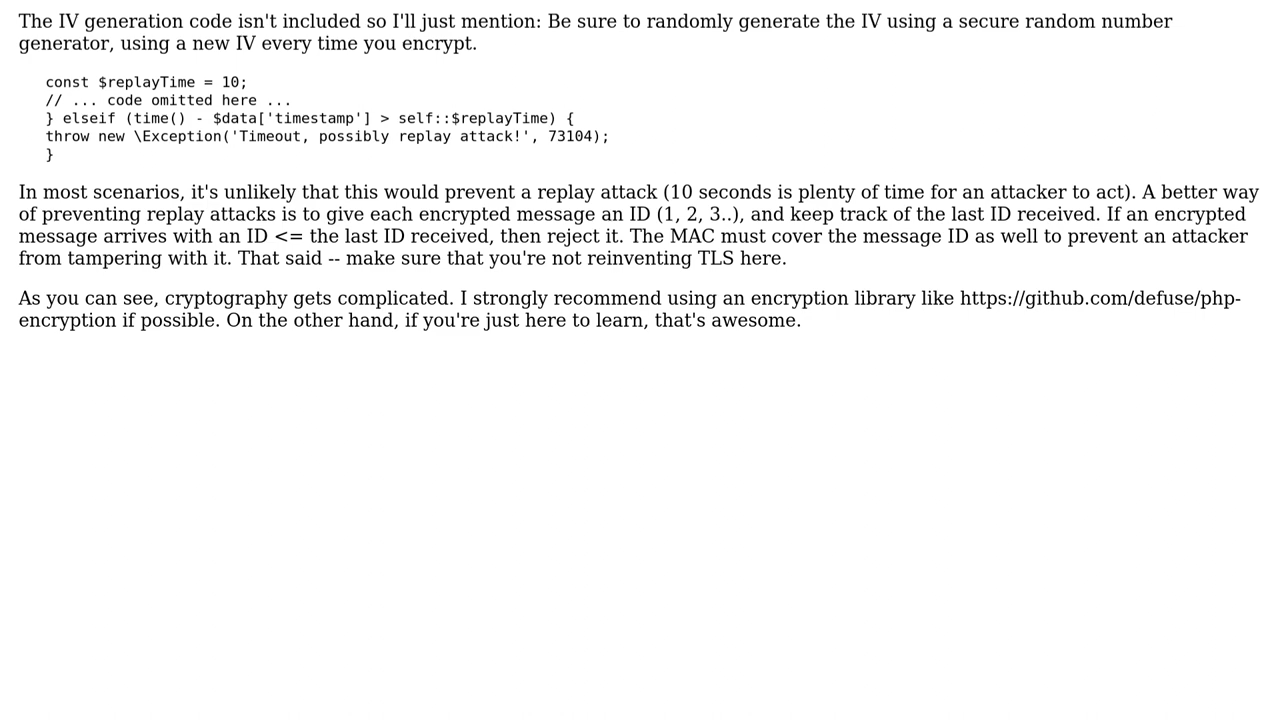 The IV generation code isn't included so I'll just mention: Be sure to randomly generate the IV using a secure random number
generator, using a new IV every time you encrypt.
const $replayTime = 10;
// ... code omitted here ...
} elseif (time() - $data['timestamp'] > self::$replayTime) {
throw new \Exception('Timeout, possibly replay attack!', 73104);
}
In most scenarios, it's unlikely that this would prevent a replay attack (10 seconds is plenty of time for an attacker to act). A better way
of preventing replay attacks is to give each encrypted message an ID (1, 2, 3..), and keep track of the last ID received. If an encrypted
message arrives with an ID <= the last ID received, then reject it. The MAC must cover the message ID as well to prevent an attacker
from tampering with it. That said -- make sure that you're not reinventing TLS here.
As you can see, cryptography gets complicated. I strongly recommend using an encryption library like https://github.com/defuse/php-
encryption if possible. On the other hand, if you're just here to learn, that's awesome.